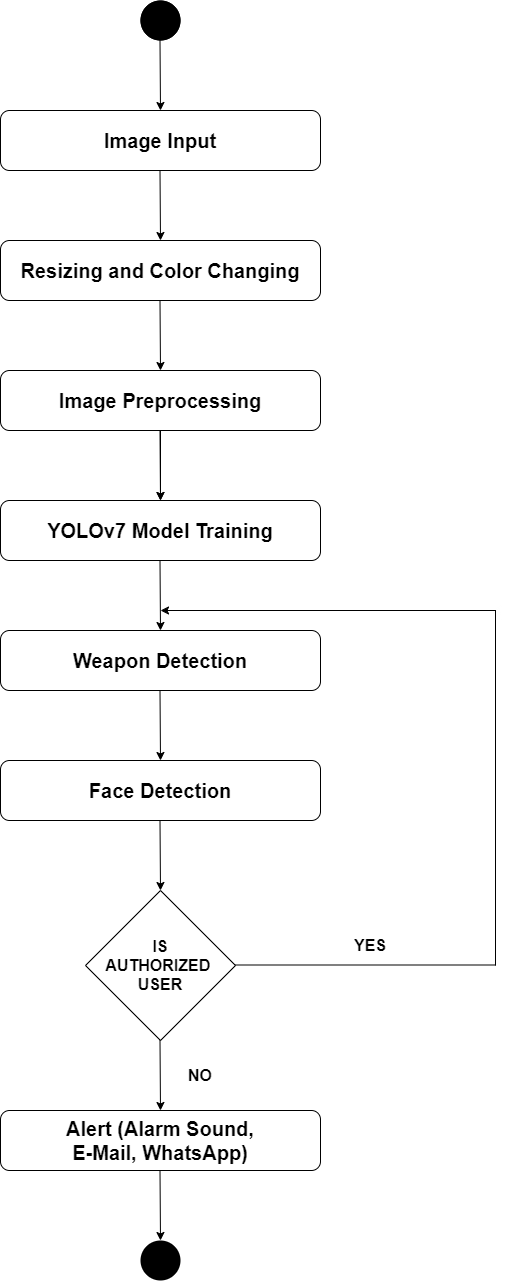 Image Input
Resizing and Color Changing
Image Preprocessing
YOLOv7 Model Training
Weapon Detection
Face Detection
IS
AUTHORIZED
USER
YES
NO
Alert (Alarm Sound,
E-Mail, WhatsApp)